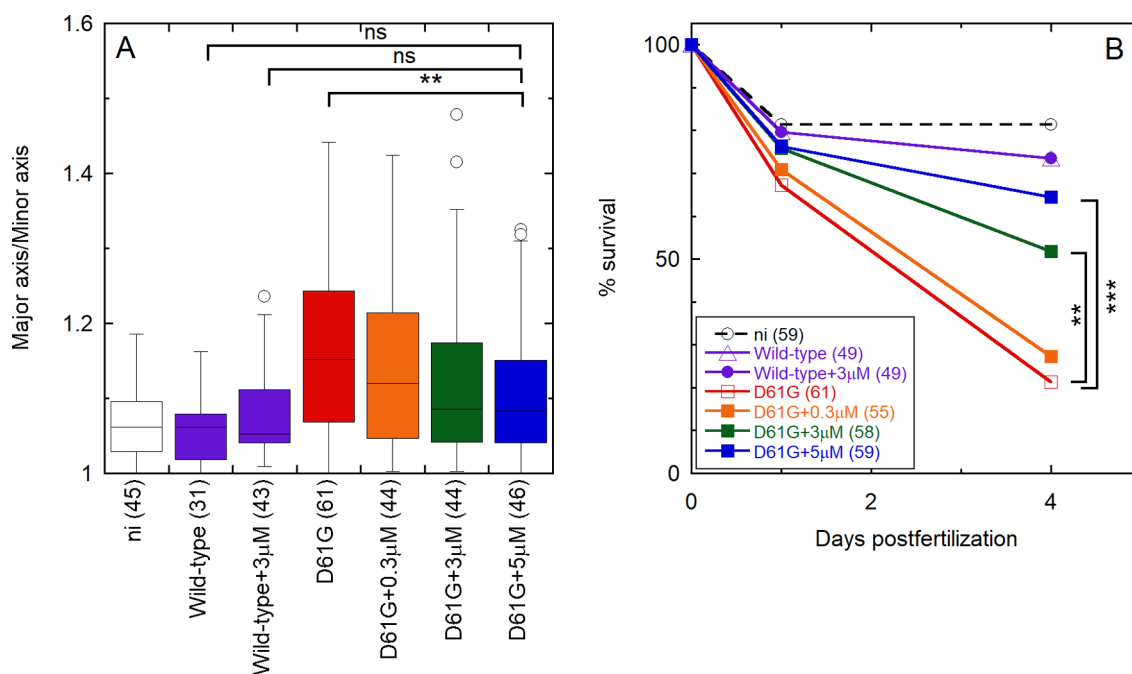 A
ns
ns
**
Major axis/Minor axis
1.6
1.4
1.2
1
ni (45)
Wild-type (31)
Wild-type+3μM (43)
D61G (61)
D61G+0.3μM (44)
D61G+3μM (44)
D61G+5μM (46)
B
% survival
100
50
0
ni (59)
Wild-type (49)
Wild-type+3μM (49)
D61G (61)
D61G+0.3μM (55)
D61G+3μM (58)
D61G+5μM (59)
**
***
0 2 4
Days postfertilization